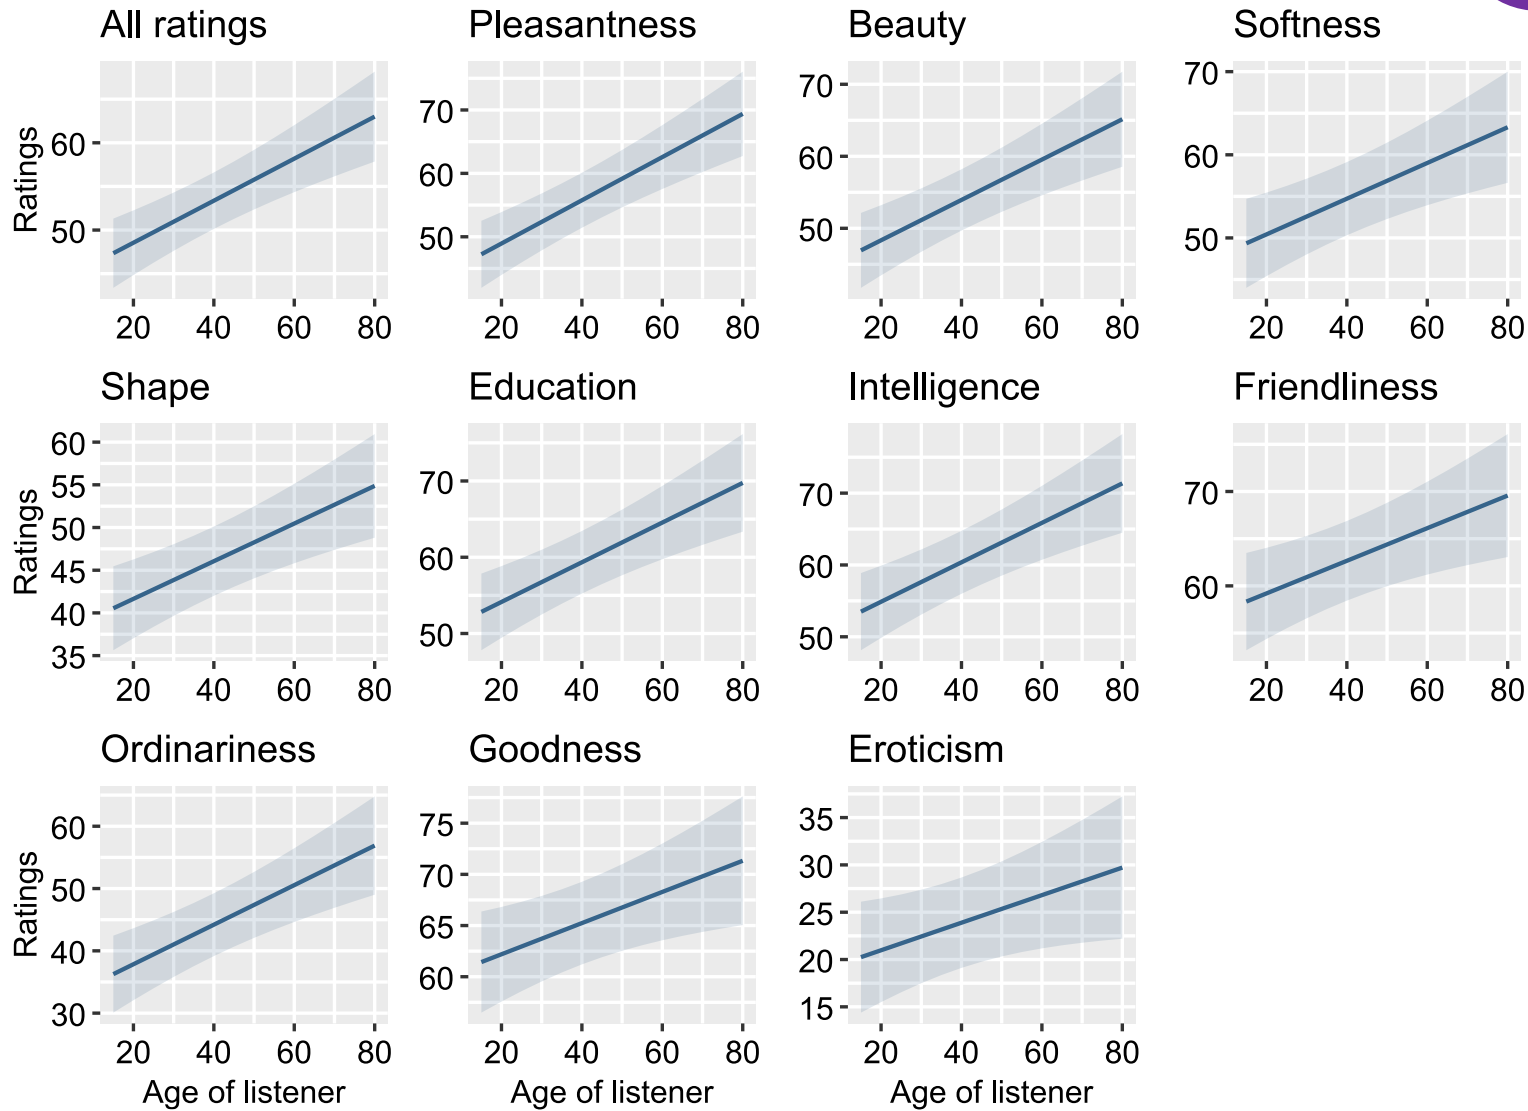 All ratings Pleasantness Beauty Softness
Ratings
60
50
20 40 60 80
70
60
50
20 40 60 80
70
60
50
20 40 60 80
70
60
50
20 40 60 80
Shape Education Intelligence Friendliness
Ratings
60
55
50
45
40
35
20 40 60 80
70
60
50
20 40 60 80
70
60
50
20 40 60 80
70
60
20 40 60 80
Ordinariness Goodness Eroticism
Ratings
60
50
40
30
20 40 60 80
75
70
65
60
20 40 60 80
35
30
25
20
15
20 40 60 80
Age of listener Age of listener Age of listener